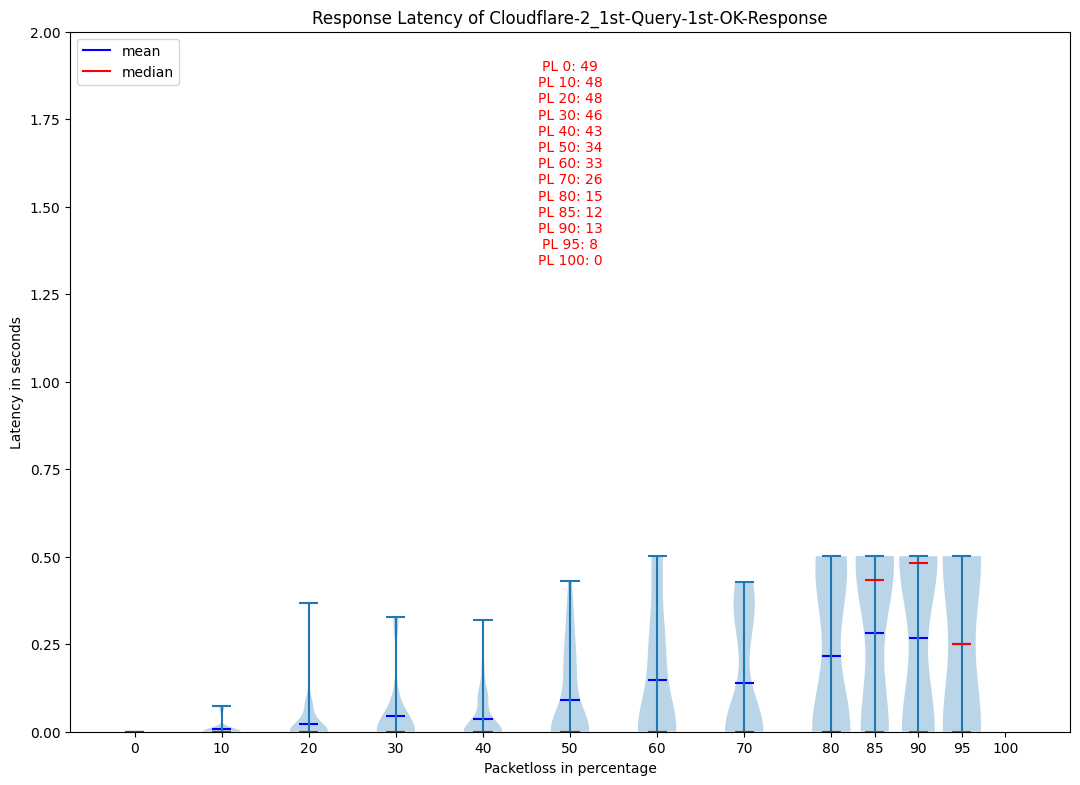 Response Latency of Cloudflare-2_1st-Query-1st-OK-Response
mean
median
PL 0: 49
PL 10: 48
PL 20: 48
PL 30: 46
PL 40: 43
PL 50: 34
PL 60: 33
PL 70: 26
PL 80: 15
PL 85: 12
PL 90: 13
PL 95: 8
PL 100: 0
Latency in seconds
2.00
1.75
1.50
1.25
1.00
0.75
0.50
0.25
0.00
0 10 20 30 40 50 60 70 80 85 90 95 100
Packetloss in percentage